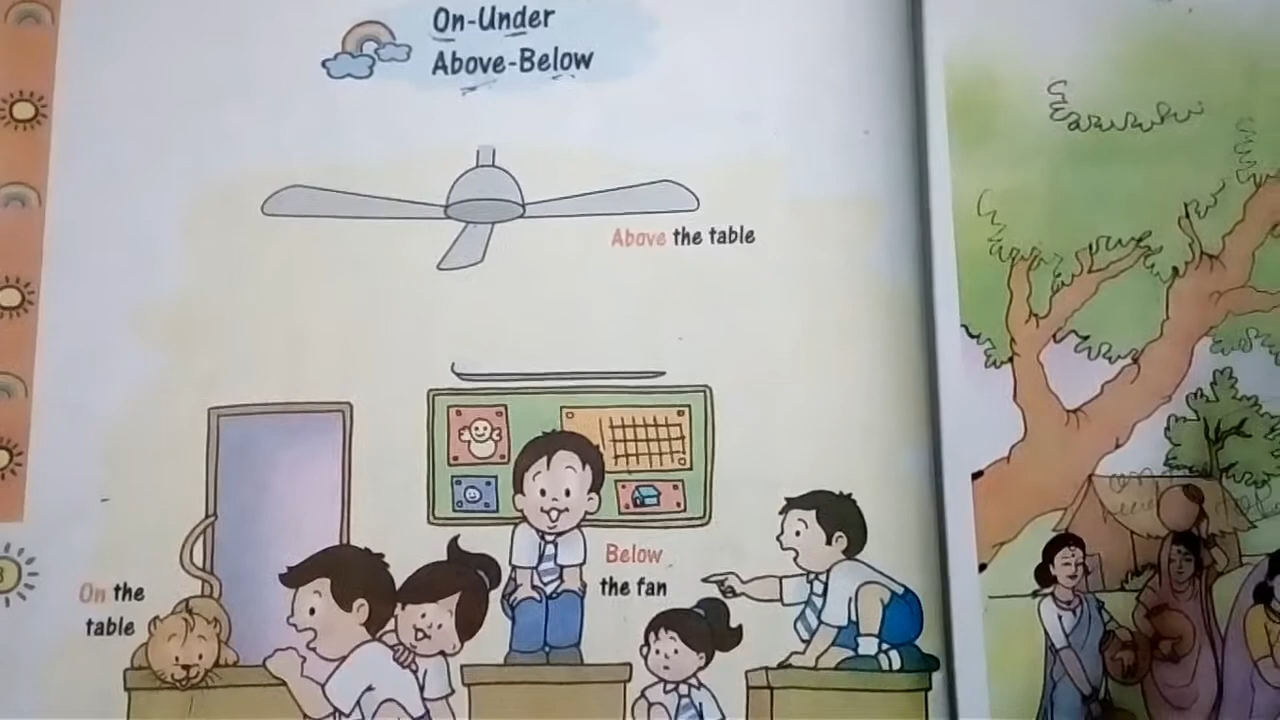 On-Under
Above-Below
Above the table
Below
the fan
On the
table